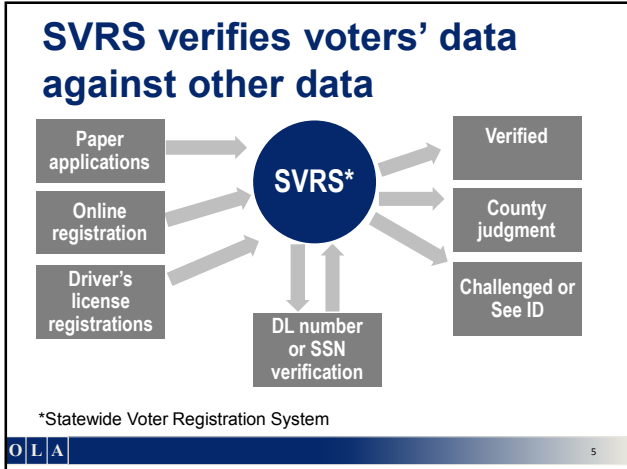 SVRS verifies voters’ data
against other data
Paper
applications
Online
registration
Driver’s
license
registrations
SVRS*
DL number
or SSN
verification
Verified
County
judgment
Challenged or
See ID
*Statewide Voter Registration System
O L A
5